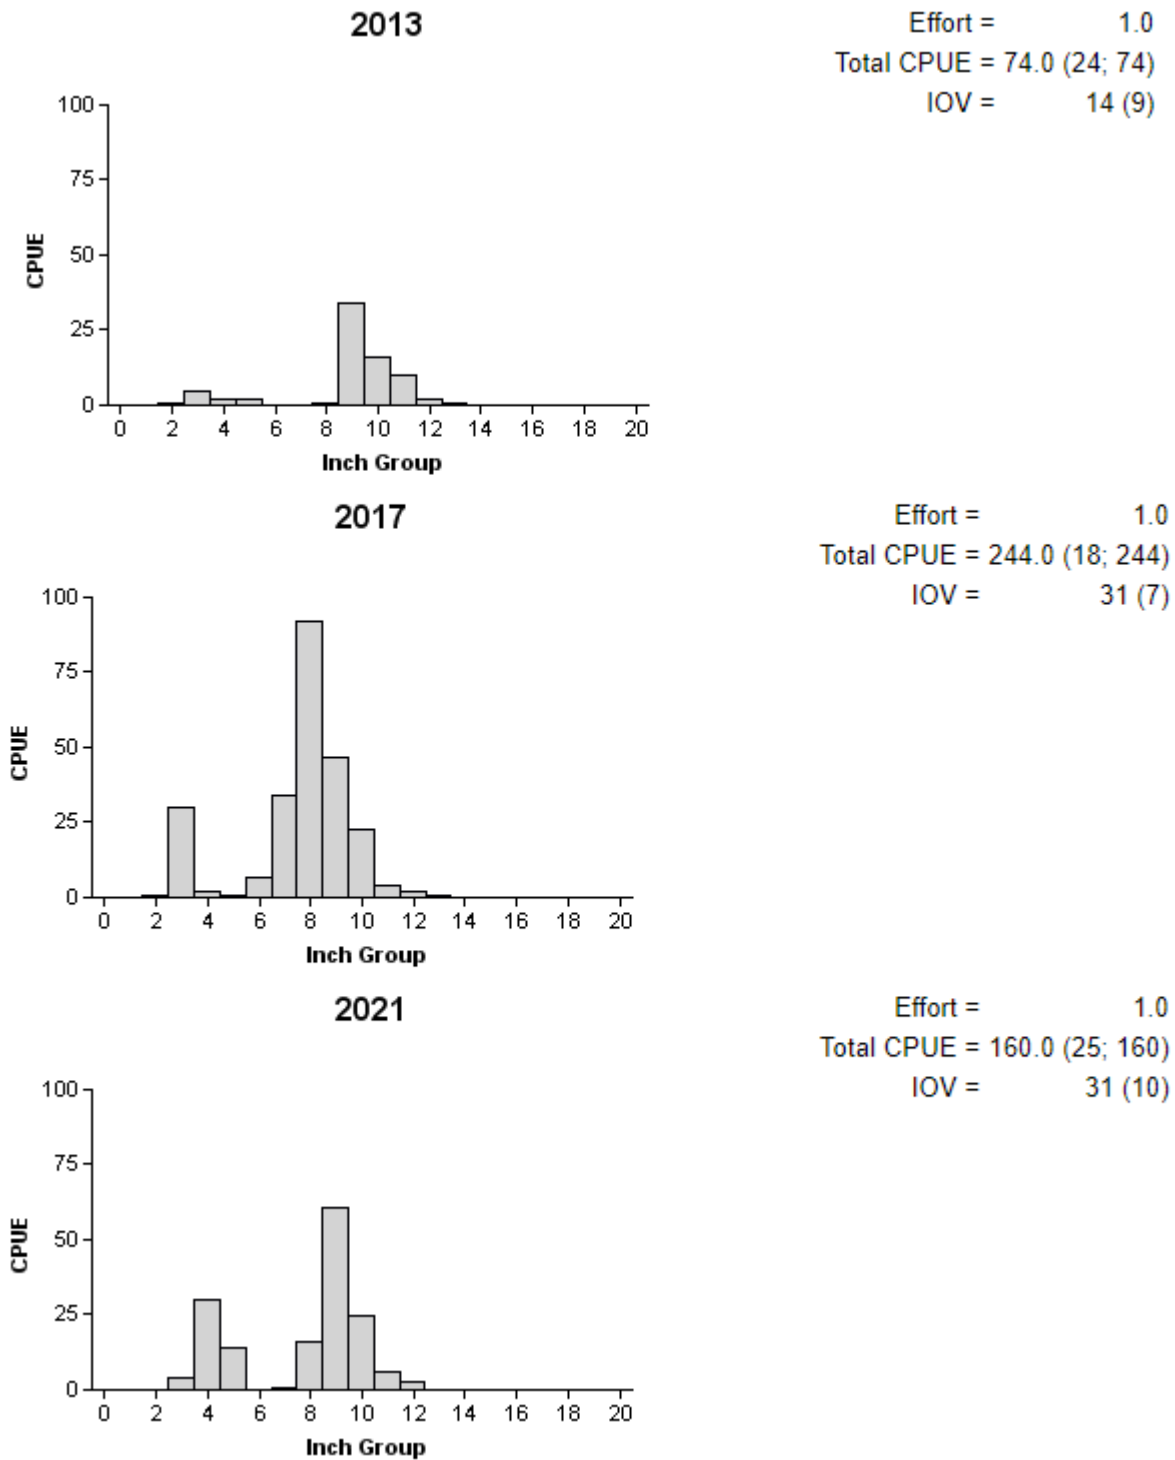 2013
Effort = 1.0
Total CPUE = 74.0 (24; 74)
IOV = 14 (9)
100
75
50
25
0
CPUE
0 2 4 6 8 10 12 14 16 18 20
Inch Group
2017
Effort = 1.0
Total CPUE = 244.0 (18; 244)
IOV = 31 (7)
100
75
50
25
0
CPUE
0 2 4 6 8 10 12 14 16 18 20
Inch Group
2021
Effort = 1.0
Total CPUE = 160.0 (25; 160)
IOV = 31 (10)
100
75
50
25
0
CPUE
0 2 4 6 8 10 12 14 16 18 20
Inch Group